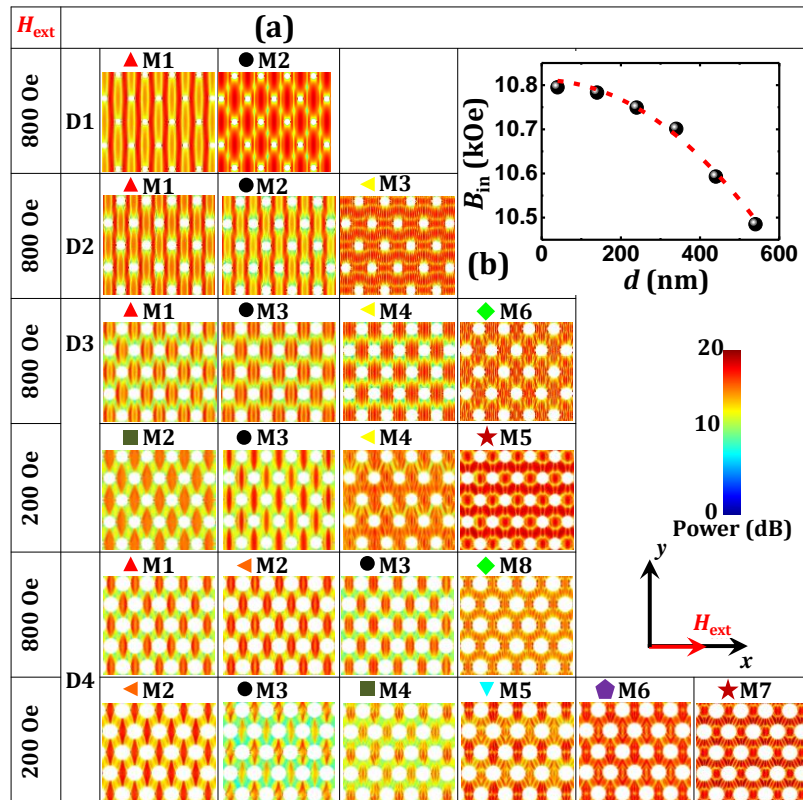 H_ext (a)
800 Oe D1 M1 M2
800 Oe D2 M1 M2 M3
800 Oe D3 M1 M3 M4 M6
200 Oe M2 M3 M4 M5
800 Oe D4 M1 M2 M3 M8
200 Oe M2 M3 M4 M5 M6 M7
10.8
10.7
10.6
10.5
B_in (kOe)
0 200 400 600
d (nm)
(b)
20
10
0
Power (dB)
y
H_ext
x